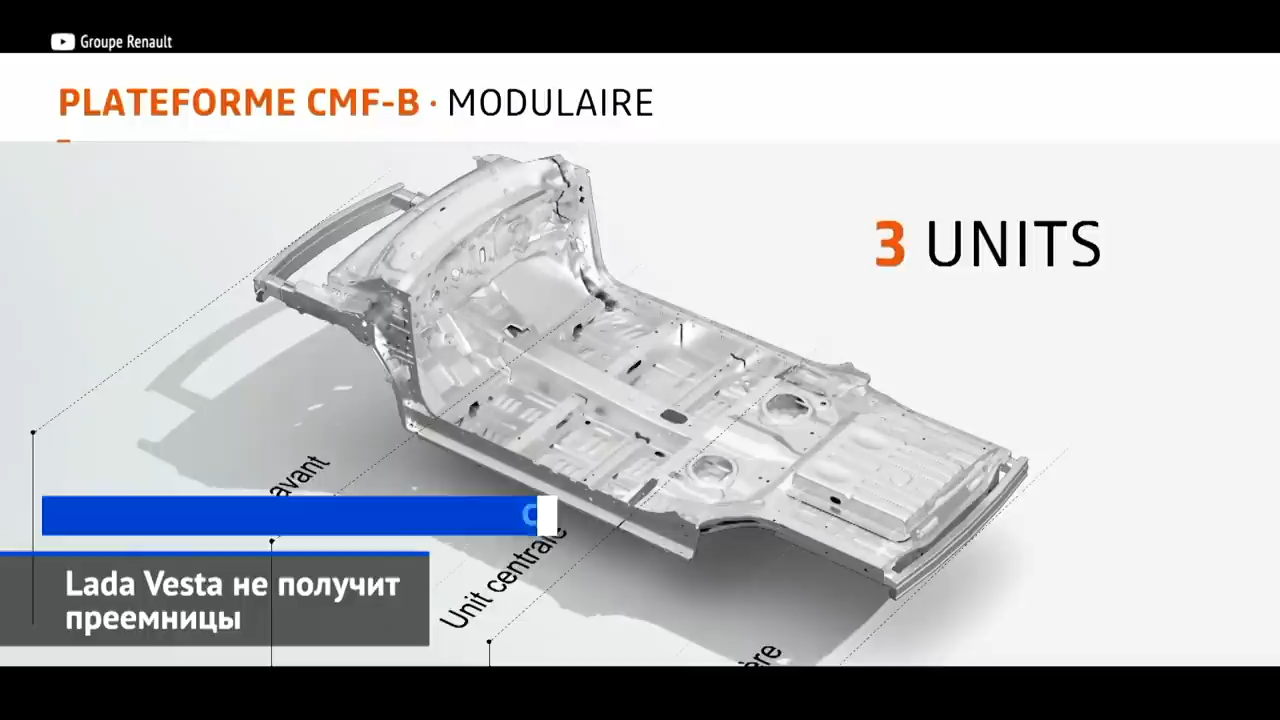 Groupe Renault
PLATEFORME CMF-B · MODULAIRE
3 UNITS
avant
Unit centrale
Lada Vesta не получит
преемницы